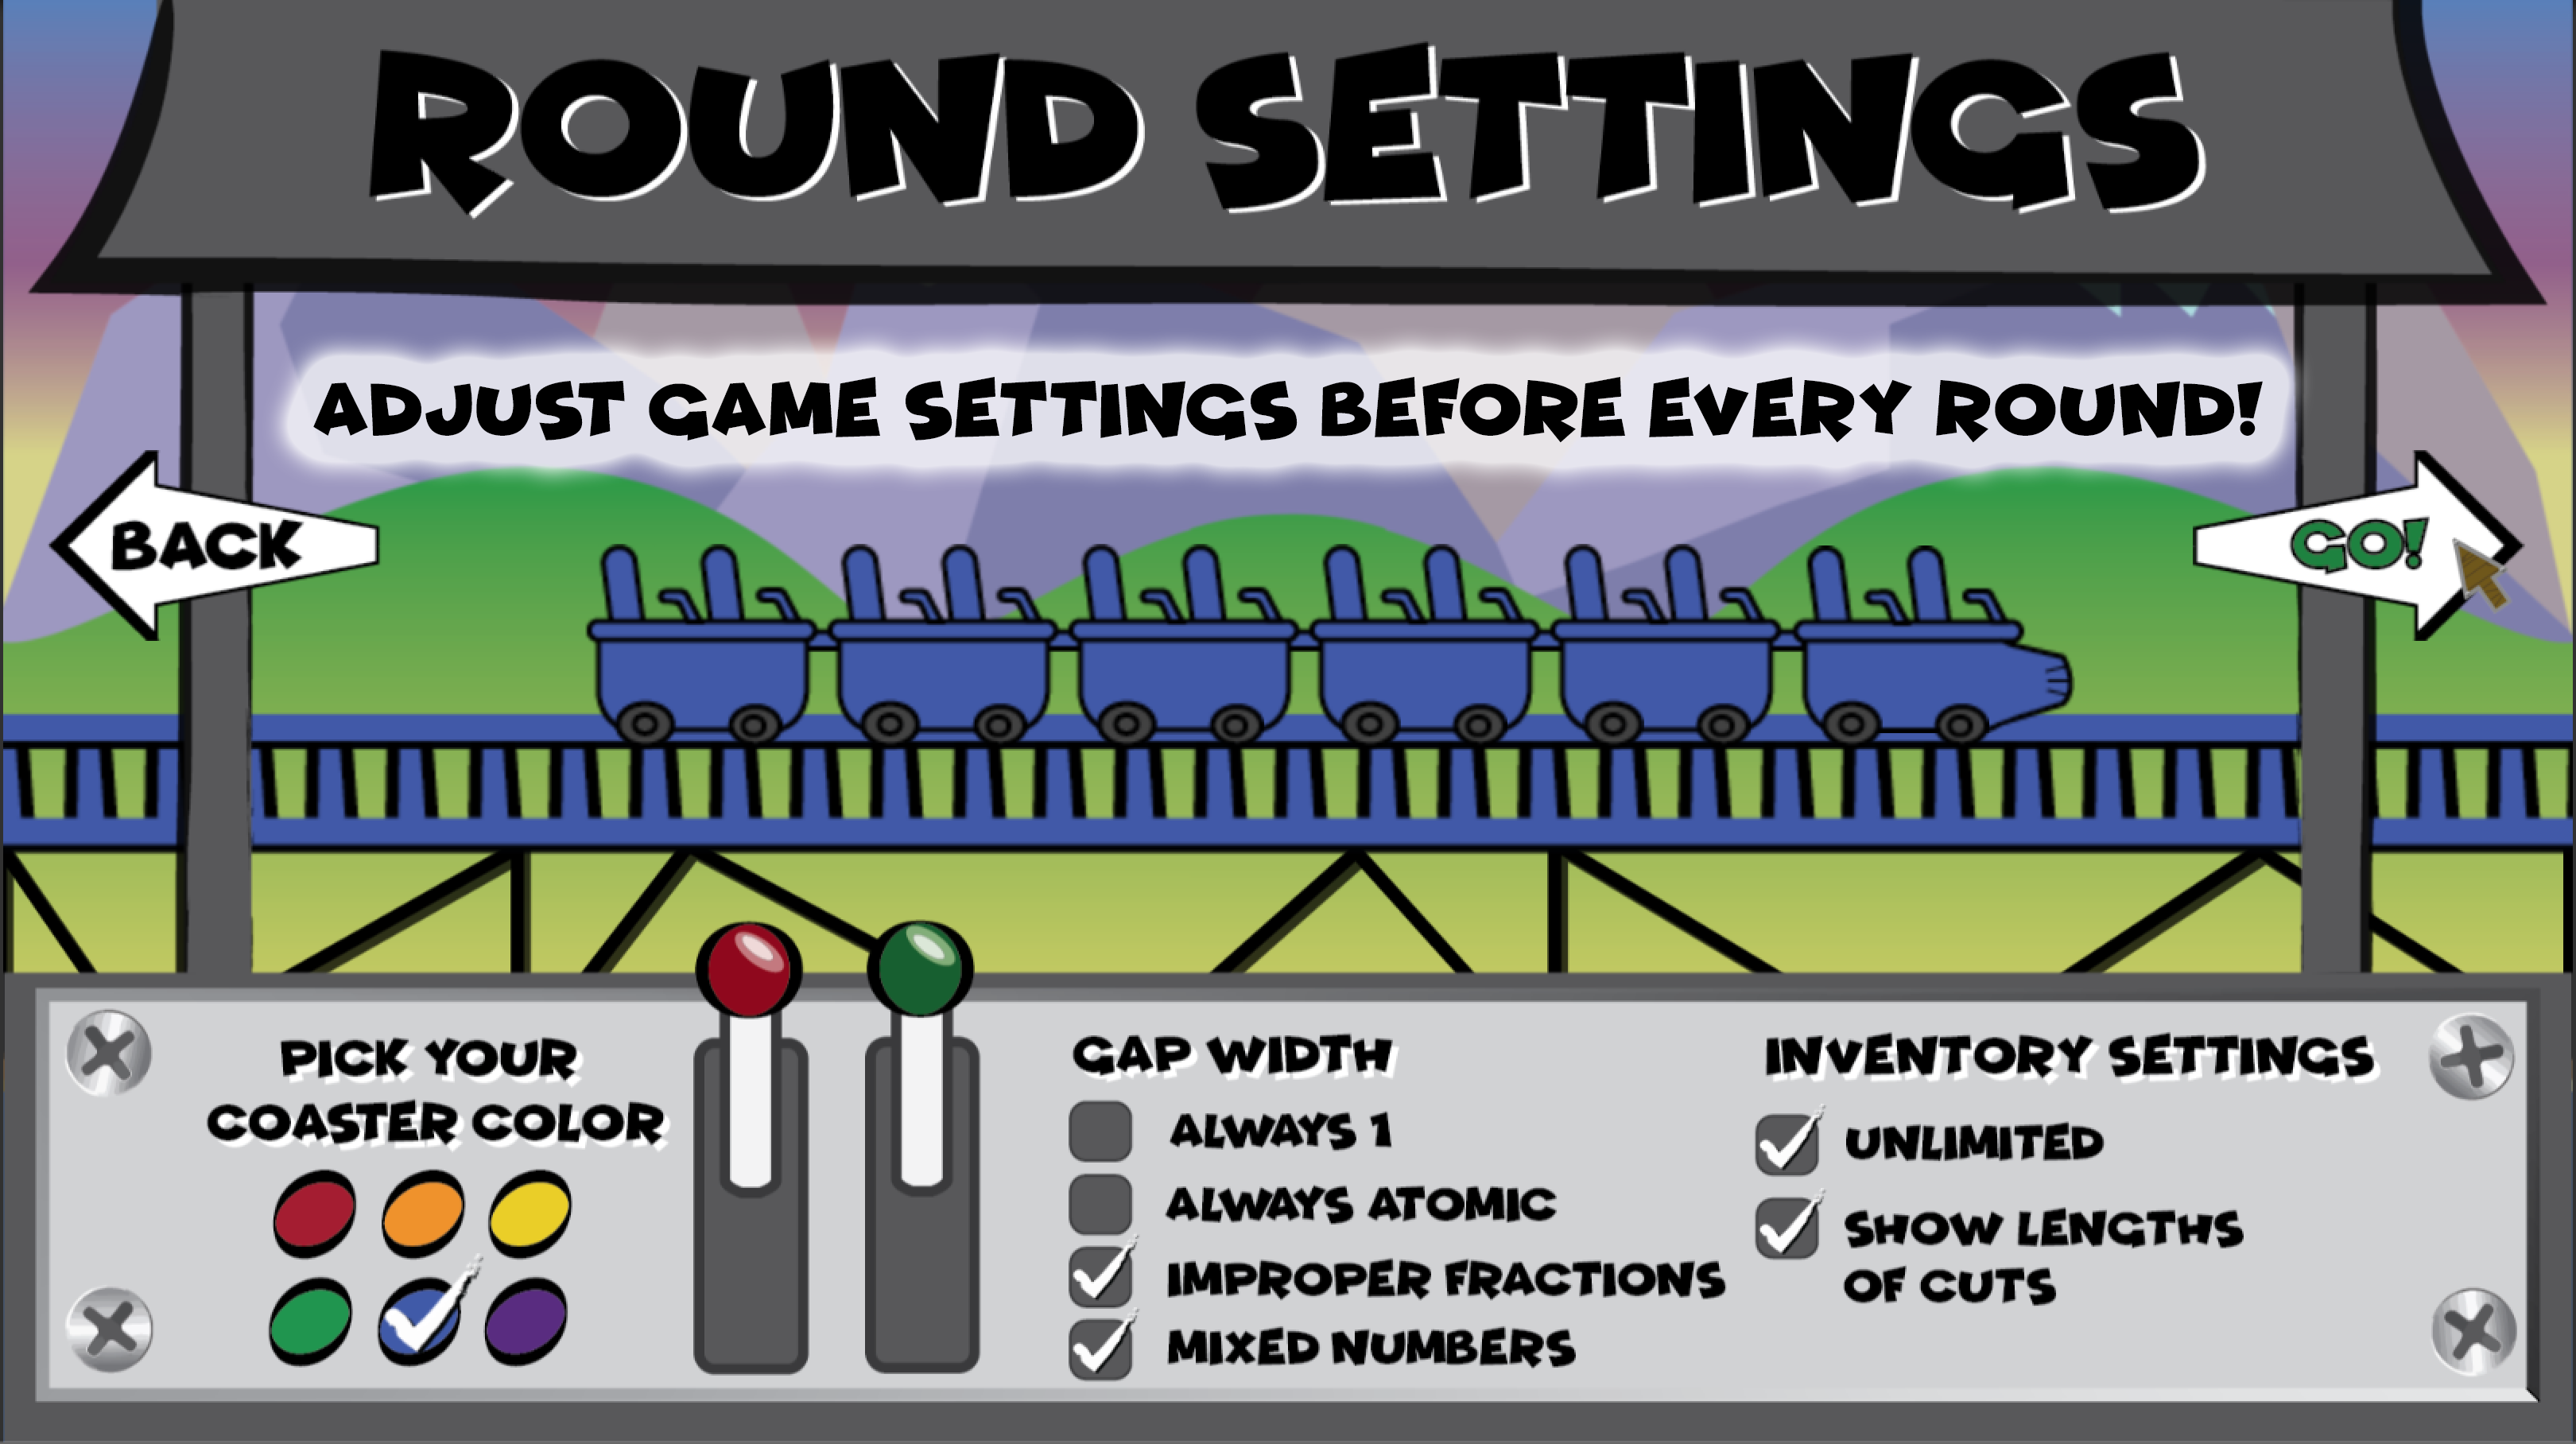 ROUND SETTINGS
ADJUST GAME SETTINGS BEFORE EVERY ROUND!
BACK
GO!
PICK YOUR
COASTER COLOR
GAP WIDTH
ALWAYS 1
ALWAYS ATOMIC
IMPROPER FRACTIONS
MIXED NUMBERS
INVENTORY SETTINGS
UNLIMITED
SHOW LENGTHS
OF CUTS